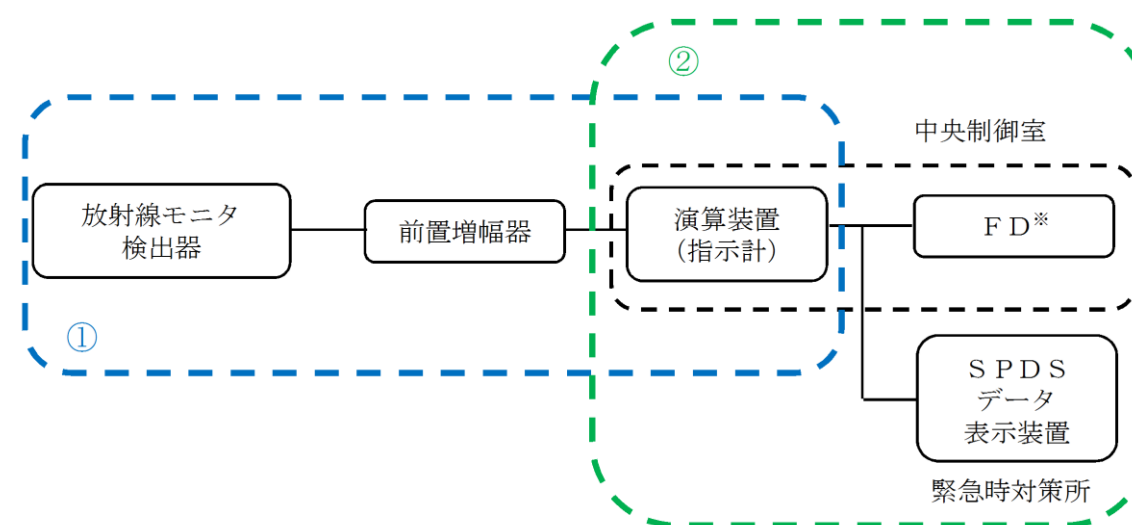 ②
中央制御室
放射線モニタ
検出器
前置増幅器
演算装置
（指示計）
ＦＤ※
①
ＳＰＤＳ
データ
表示装置
緊急時対策所